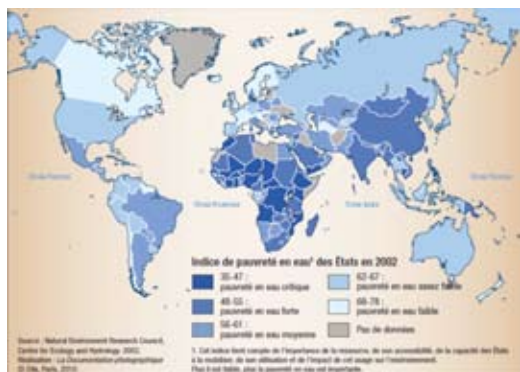 Indice de pauvreté en eau¹ des États en 2002
35-47 :
pauvreté en eau critique
48-55 :
pauvreté en eau forte
56-61 :
pauvreté en eau moyenne
62-67 :
pauvreté en eau assez faible
68-78 :
pauvreté en eau faible
Pas de données
Source : Natural Environment Research Council,
Centre for Ecology and Hydrology, 2002.
Réalisation : La Documentation photographique
Paris, 2010.
1. Cet indice tient compte de l'importance de la ressource, de son accessibilité, de la capacité des États
à la mobiliser, de son utilisation et de l'impact de cet usage sur l'environnement.
Plus il est faible, plus la pauvreté en eau est importante.